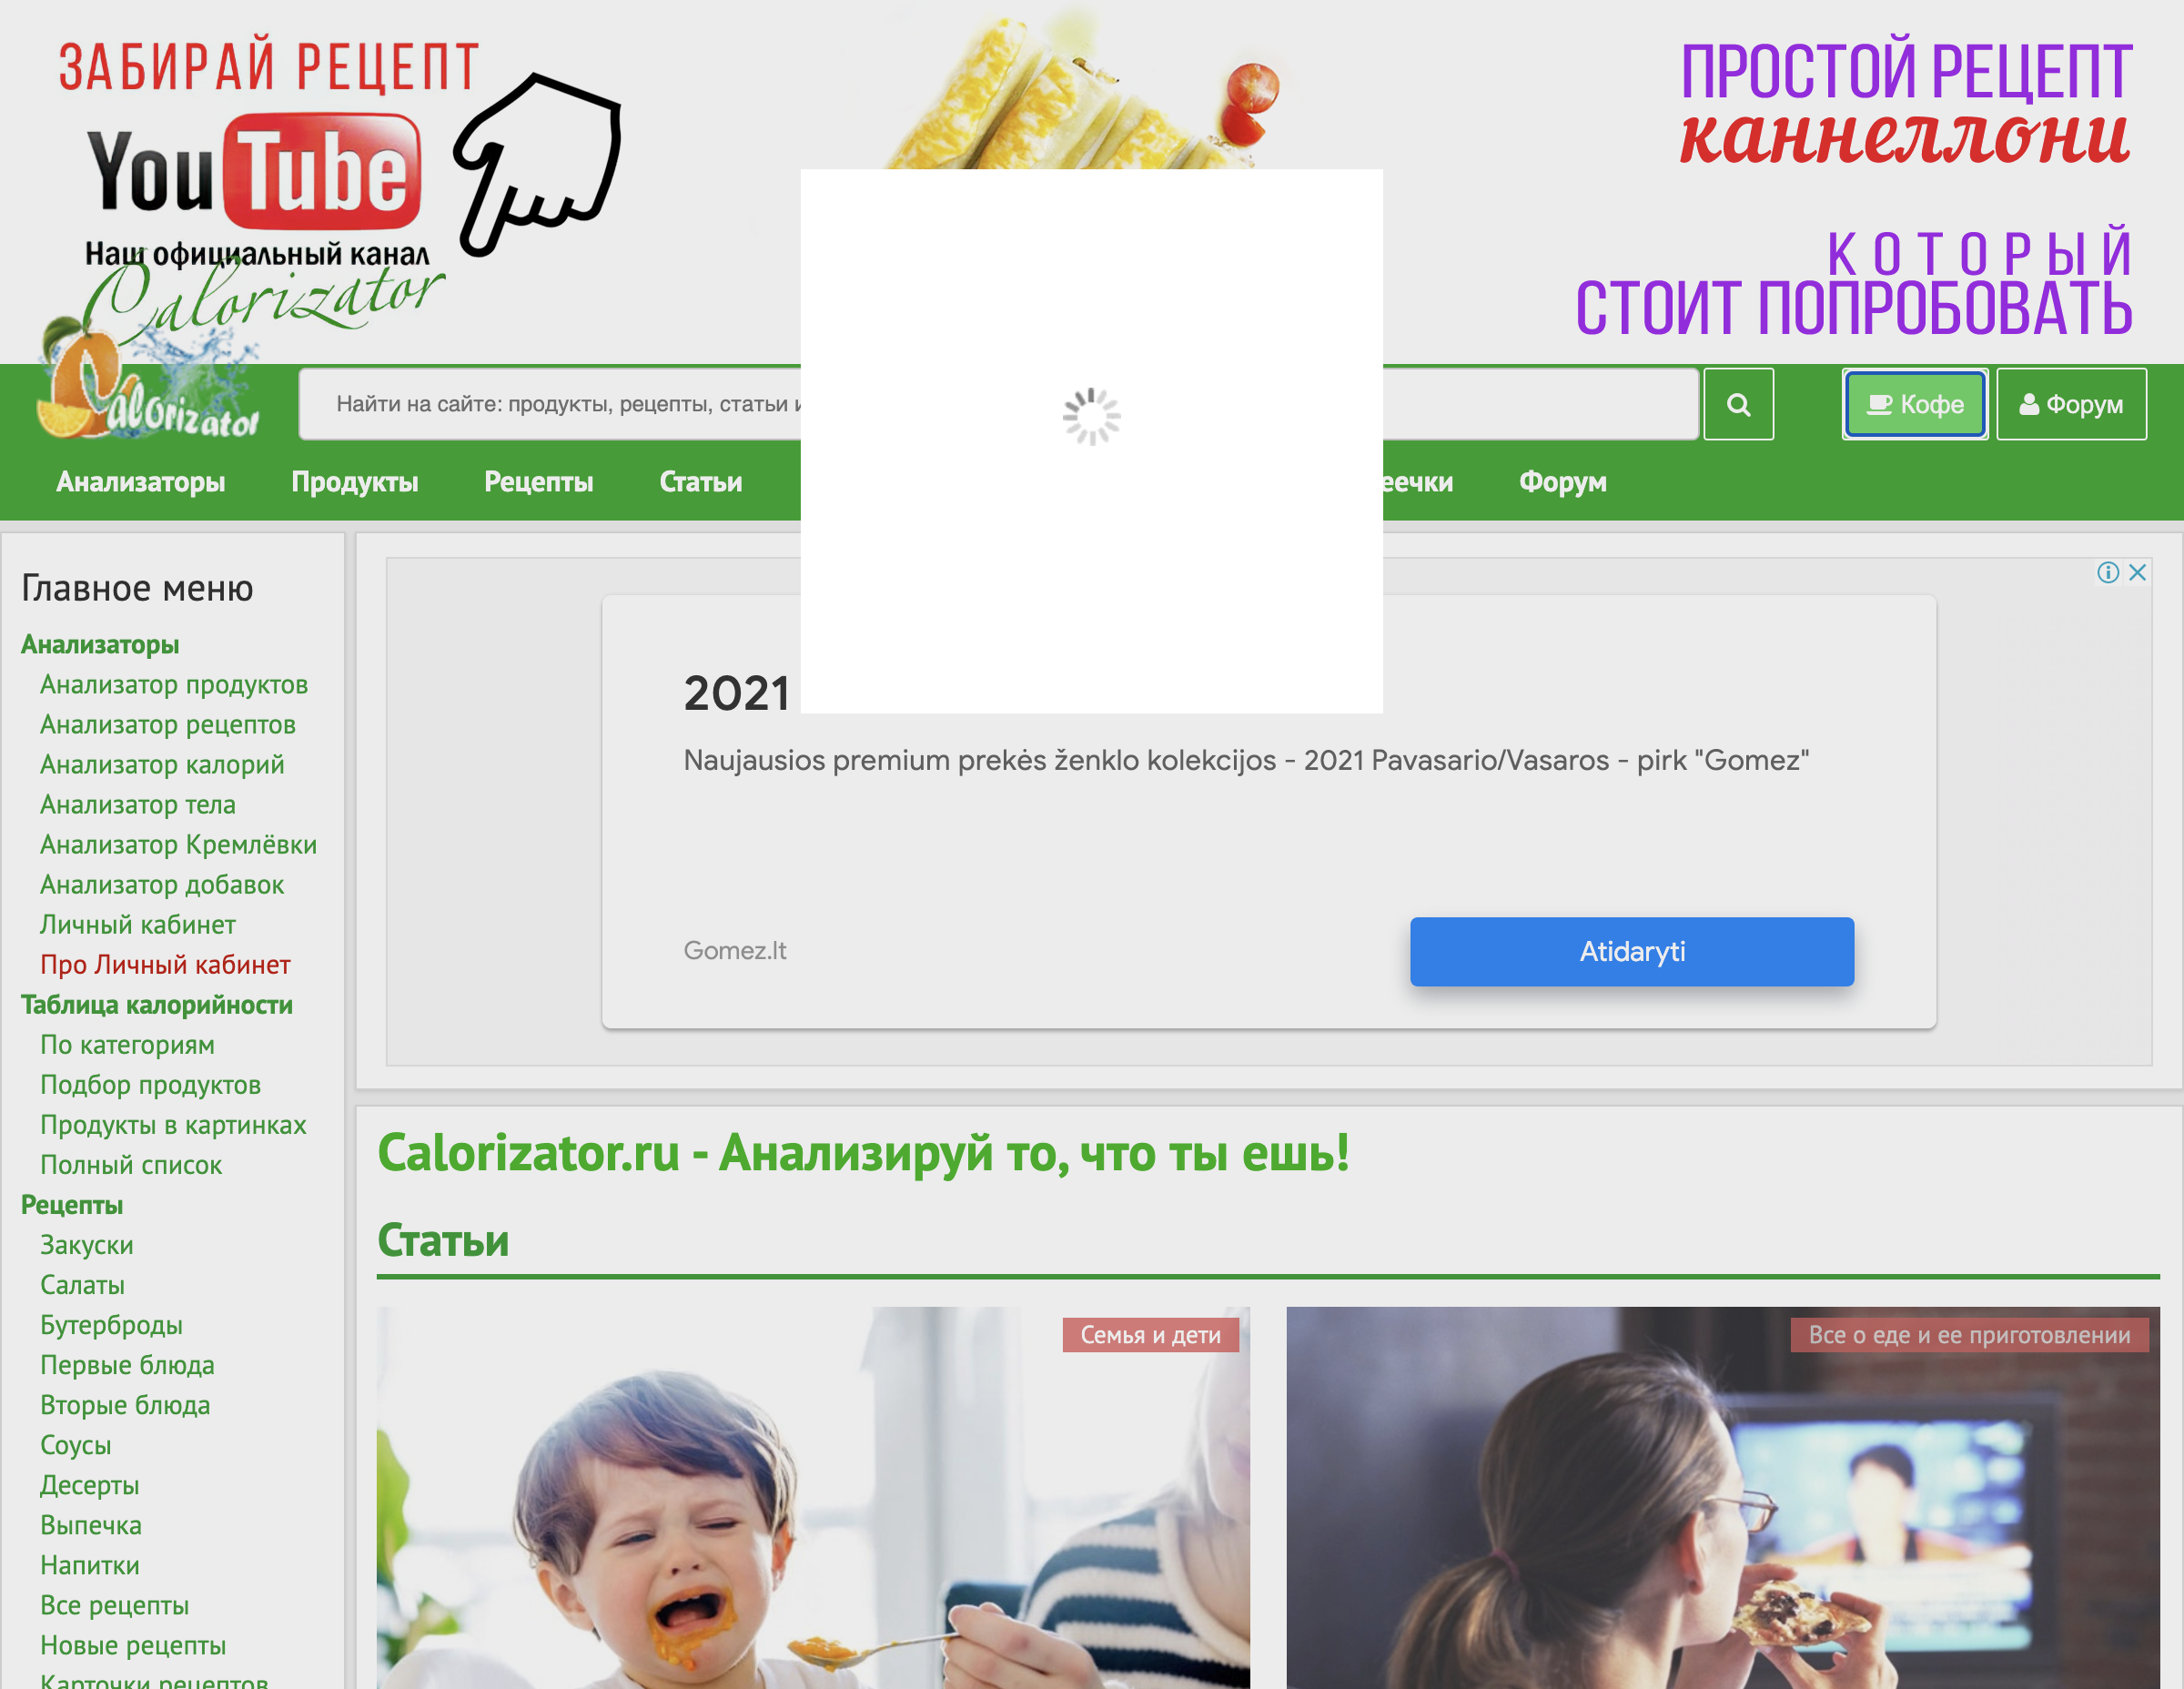 ЗАБИРАЙ РЕЦЕПТ
YouTube
Наш официальный канал
Calorizator
ПРОСТОЙ РЕЦЕПТ
каннеллони
КОТОРЫЙ
СТОИТ ПОПРОБОВАТЬ
Calorizator
Найти на сайте: продукты, рецепты, статьи
Кофе
Форум
Анализаторы
Продукты
Рецепты
Статьи
Форум
Главное меню
Анализаторы
Анализатор продуктов
Анализатор рецептов
Анализатор калорий
Анализатор тела
Анализатор Кремлёвки
Анализатор добавок
Личный кабинет
Про Личный кабинет
Таблица калорийности
По категориям
Подбор продуктов
Продукты в картинках
Полный список
Рецепты
Закуски
Салаты
Бутерброды
Первые блюда
Вторые блюда
Соусы
Десерты
Выпечка
Напитки
Все рецепты
Новые рецепты
Карточки рецептов
2021
Naujausios premium prekės ženklo kolekcijos - 2021 Pavasario/Vasaros - pirk "Gomez"
Gomez.lt
Atidaryti
Calorizator.ru - Анализируй то, что ты ешь!
Статьи
Семья и дети
Все о еде и ее приготовлении